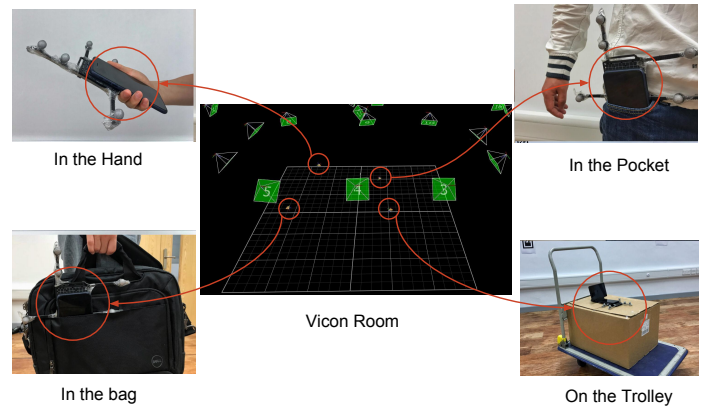 In the Hand
In the Pocket
5
4
3
Vicon Room
In the bag
On the Trolley